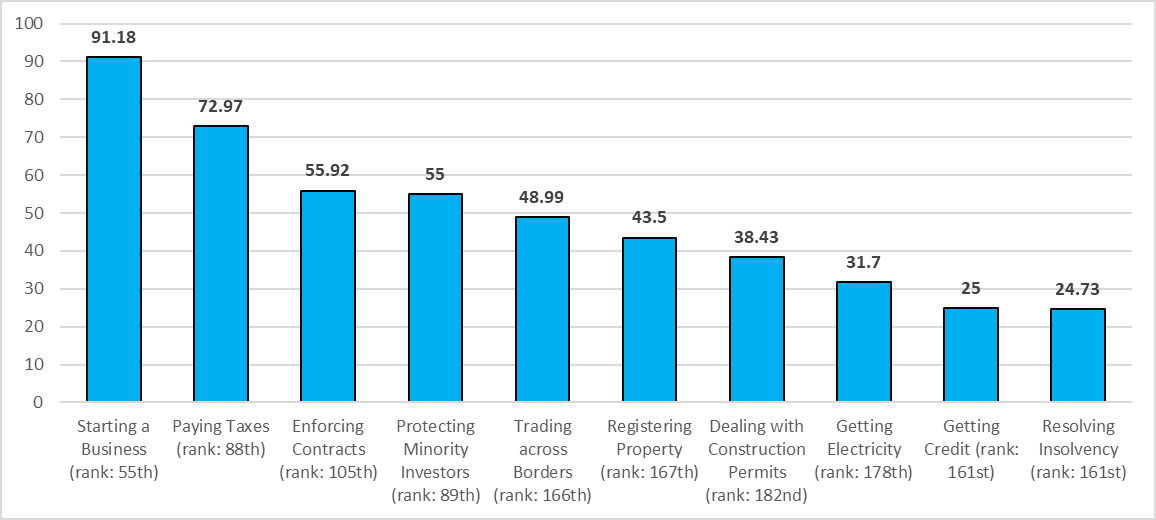 100
90
80
70
60
50
40
30
20
10
0
91.18
72.97
55.92
55
48.99
43.5
38.43
31.7
25
24.73
Starting a
Business
(rank: 55th)
Paying Taxes
(rank: 88th)
Enforcing
Contracts
(rank: 105th)
Protecting
Minority
Investors
(rank: 89th)
Trading
across
Borders
(rank: 166th)
Registering
Property
(rank: 167th)
Dealing with
Construction
Permits
(rank: 182nd)
Getting
Electricity
(rank: 178th)
Getting
Credit (rank:
161st)
Resolving
Insolvency
(rank: 161st)